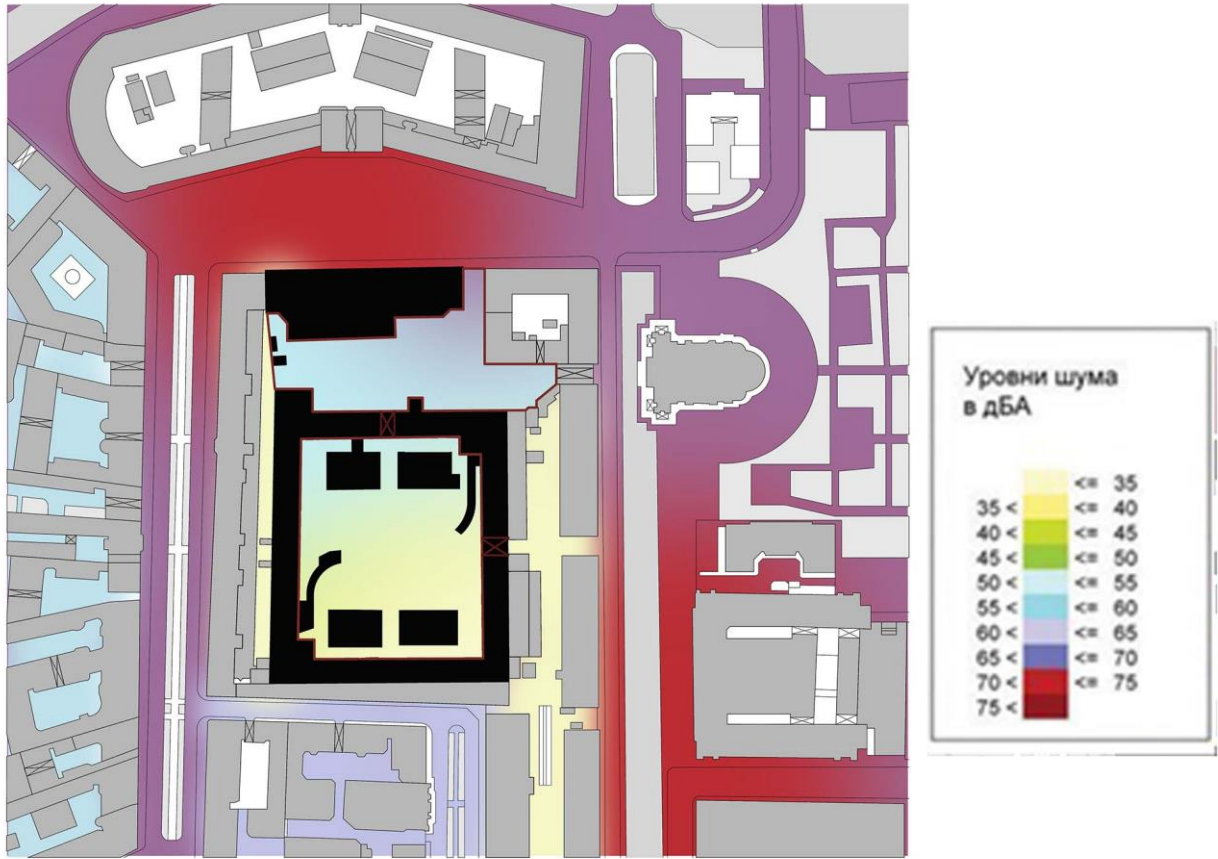 Уровни шума
в дБА
<= 35
35 < <= 40
40 < <= 45
45 < <= 50
50 < <= 55
55 < <= 60
60 < <= 65
65 < <= 70
70 < <= 75
75 <